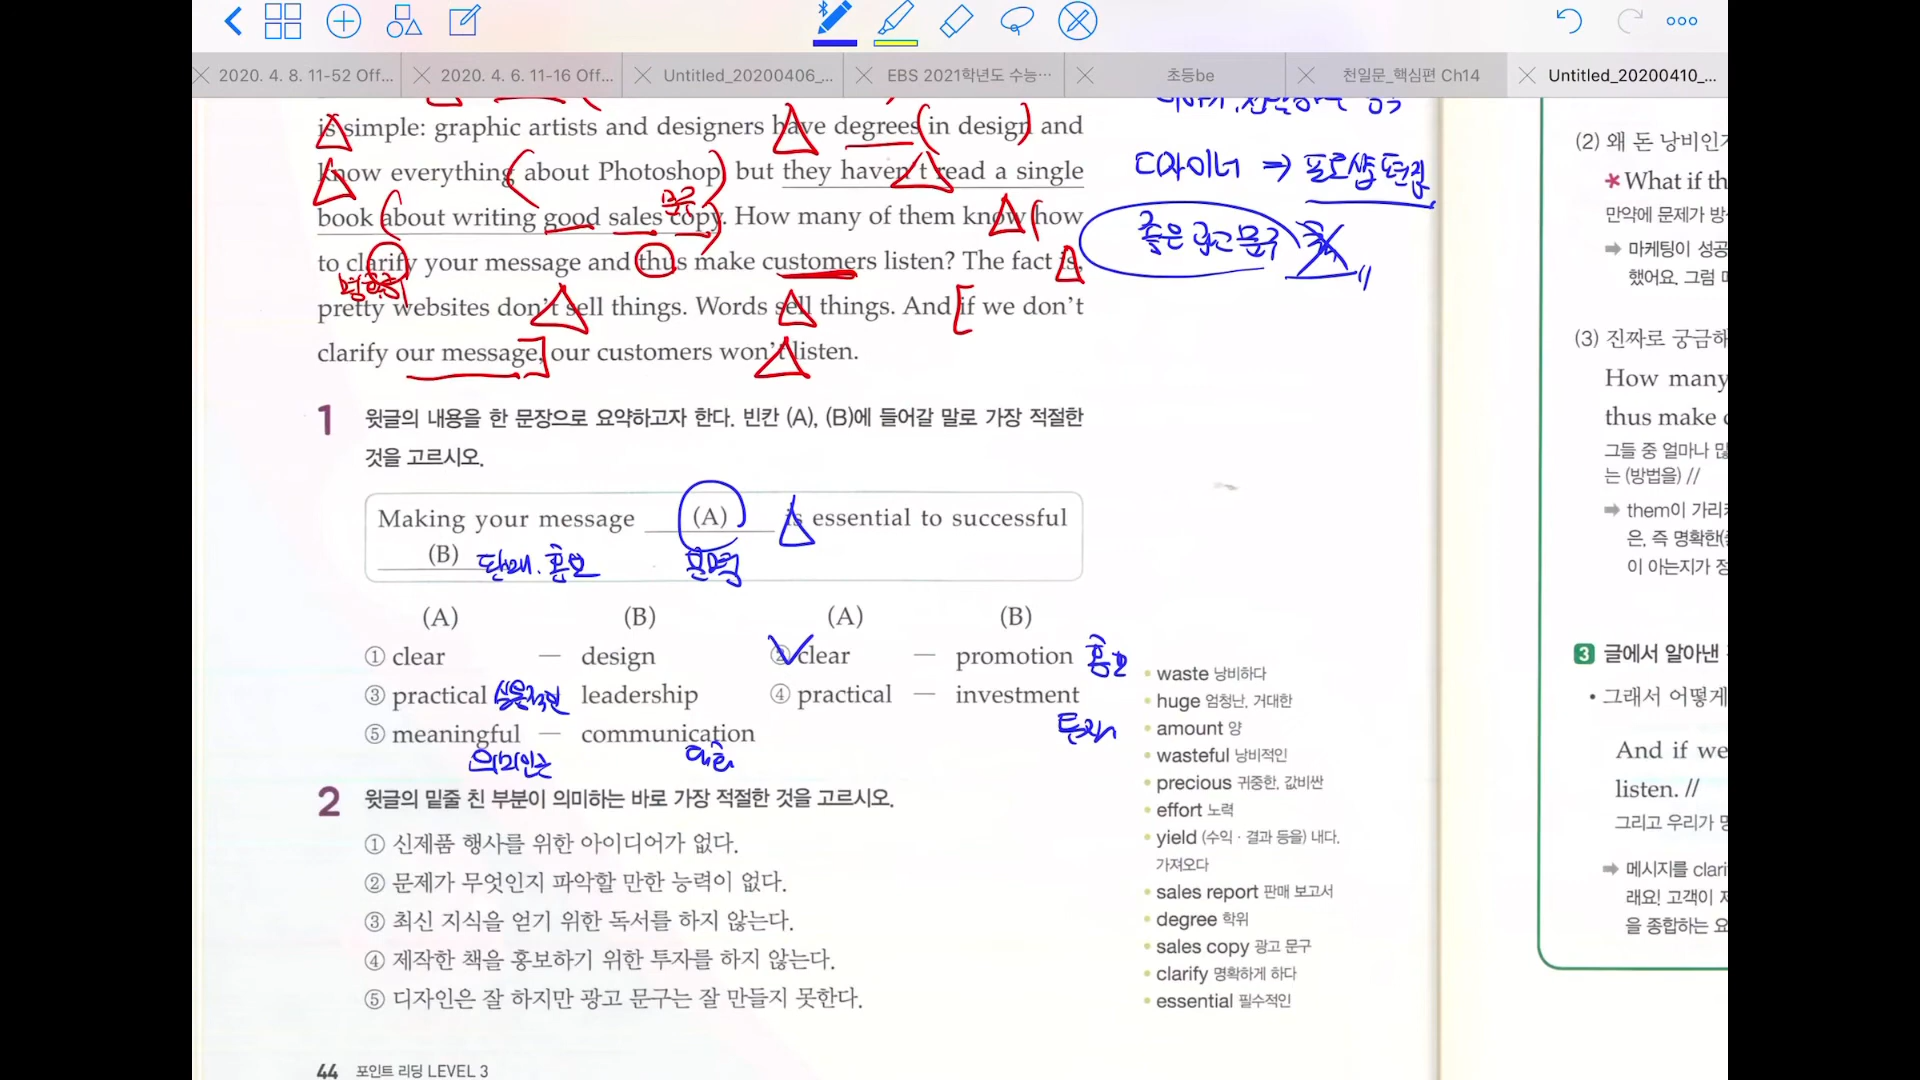 2020. 4. 8. 11-52 Off...
2020. 4. 6. 11-16 Off...
Untitled_20200406_...
EBS 2021학년도 수능...
초등be
천일문_핵심편 Ch14
Untitled_20200410_...
is simple: graphic artists and designers have degrees in design and
know everything about Photoshop but they haven't read a single
book about writing good sales copy. How many of them know how
to clarify your message and thus make customers listen? The fact is,
pretty websites don't sell things. Words sell things. And if we don't
clarify our message, our customers won't listen.
문구
디자이너 ⇒ 포토샵
좋은 광고 문구
1 윗글의 내용을 한 문장으로 요약하고자 한다. 빈칸 (A), (B)에 들어갈 말로 가장 적절한
것을 고르시오.
Making your message (A) is essential to successful
(B) 판매. 홍보 분명
(A) (B) (A) (B)
① clear — design ② clear — promotion 홍보
③ practical 실용적인 leadership ④ practical — investment
투자
⑤ meaningful — communication
의미있는 대화
2 윗글의 밑줄 친 부분이 의미하는 바로 가장 적절한 것을 고르시오.
① 신제품 행사를 위한 아이디어가 없다.
② 문제가 무엇인지 파악할 만한 능력이 없다.
③ 최신 지식을 얻기 위한 독서를 하지 않는다.
④ 제작한 책을 홍보하기 위한 투자를 하지 않는다.
⑤ 디자인은 잘 하지만 광고 문구는 잘 만들지 못한다.
• waste 낭비하다
• huge 엄청난, 거대한
• amount 양
• wasteful 낭비적인
• precious 귀중한, 값비싼
• effort 노력
• yield (수익 · 결과 등을) 내다,
가져오다
• sales report 판매 보고서
• degree 학위
• sales copy 광고 문구
• clarify 명확하게 하다
• essential 필수적인
44 포인트 리딩 LEVEL 3
(2) 왜 돈 낭비인
* What if th
만약에 문제가 방
➡ 마케팅이 성공
했어요. 그럼
(3) 진짜로 궁금하
How many
thus make
그들 중 얼마나
는 (방법을) //
➡ them이 가리
은, 즉 명확한
이 아는지가
3 글에서 알아낸
• 그래서 어떻게
And if we
listen. //
그리고 우리가
➡ 메시지를 clari
래요! 고객이
을 종합하는